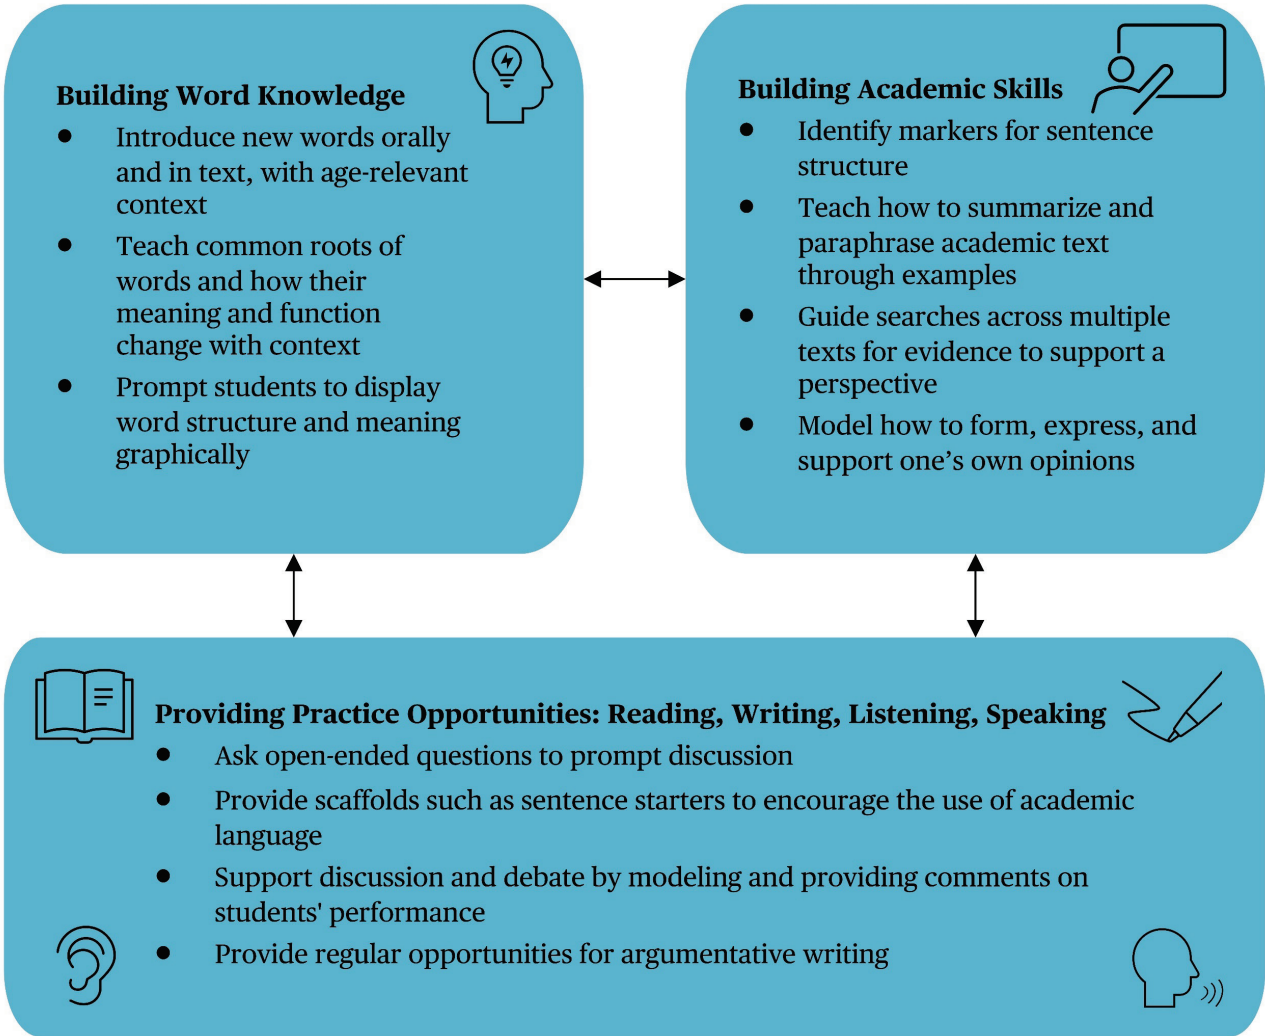 Building Word Knowledge
● Introduce new words orally
and in text, with age-relevant
context
● Teach common roots of
words and how their
meaning and function
change with context
● Prompt students to display
word structure and meaning
graphically
Building Academic Skills
● Identify markers for sentence
structure
● Teach how to summarize and
paraphrase academic text
through examples
● Guide searches across multiple
texts for evidence to support a
perspective
● Model how to form, express, and
support one’s own opinions
Providing Practice Opportunities: Reading, Writing, Listening, Speaking
● Ask open-ended questions to prompt discussion
● Provide scaffolds such as sentence starters to encourage the use of academic
language
● Support discussion and debate by modeling and providing comments on
students' performance
● Provide regular opportunities for argumentative writing